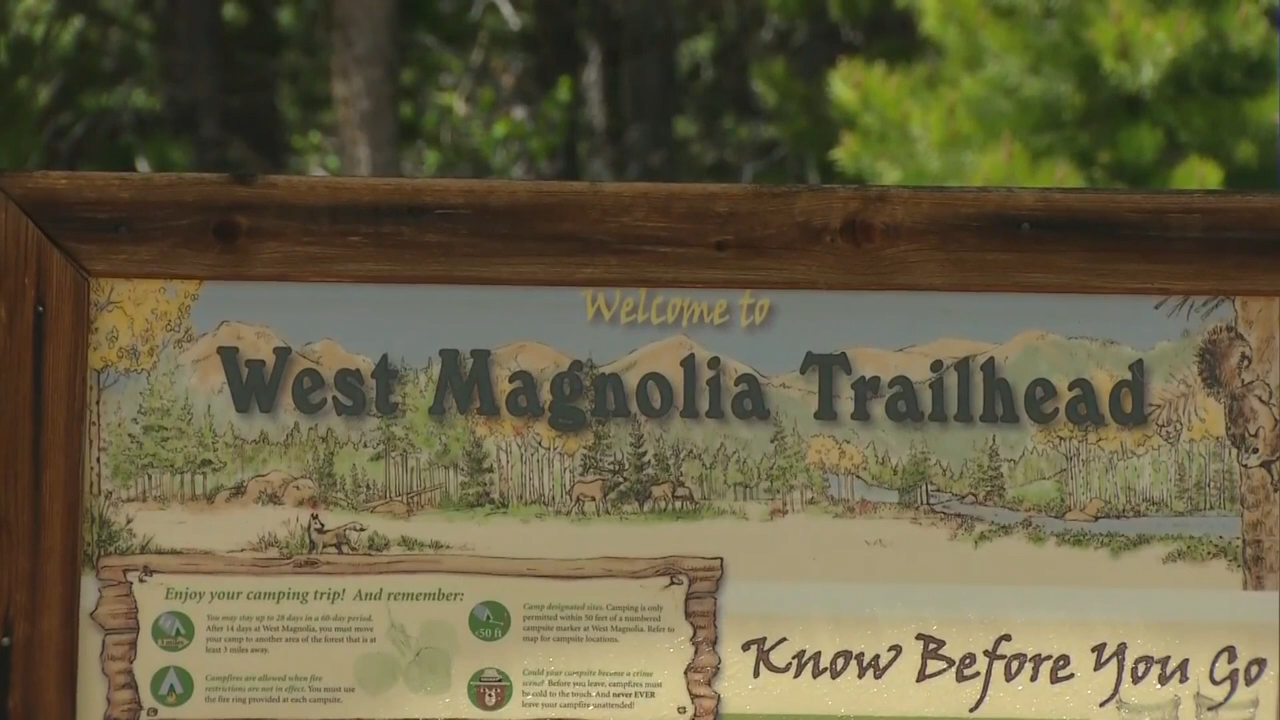 Welcome to
West Magnolia Trailhead
Enjoy your camping trip! And remember:
You may stay up to 28 days in a 60-day period.
After 14 days at West Magnolia, you must move
your camp to another area of the forest that is at
least 3 miles away.
3 miles
Camp designated sites. Camping is only
permitted within 50 feet of a numbered
campsite marker at West Magnolia. Refer to
map for campsite locations.
<50 ft
Campfires are allowed when fire
restrictions are not in effect. You must use
the fire ring provided at each campsite.
Could your campsite become a crime
scene? Before you leave, campfires must
be cold to the touch. And never EVER
leave your campfire unattended!
Know Before You Go